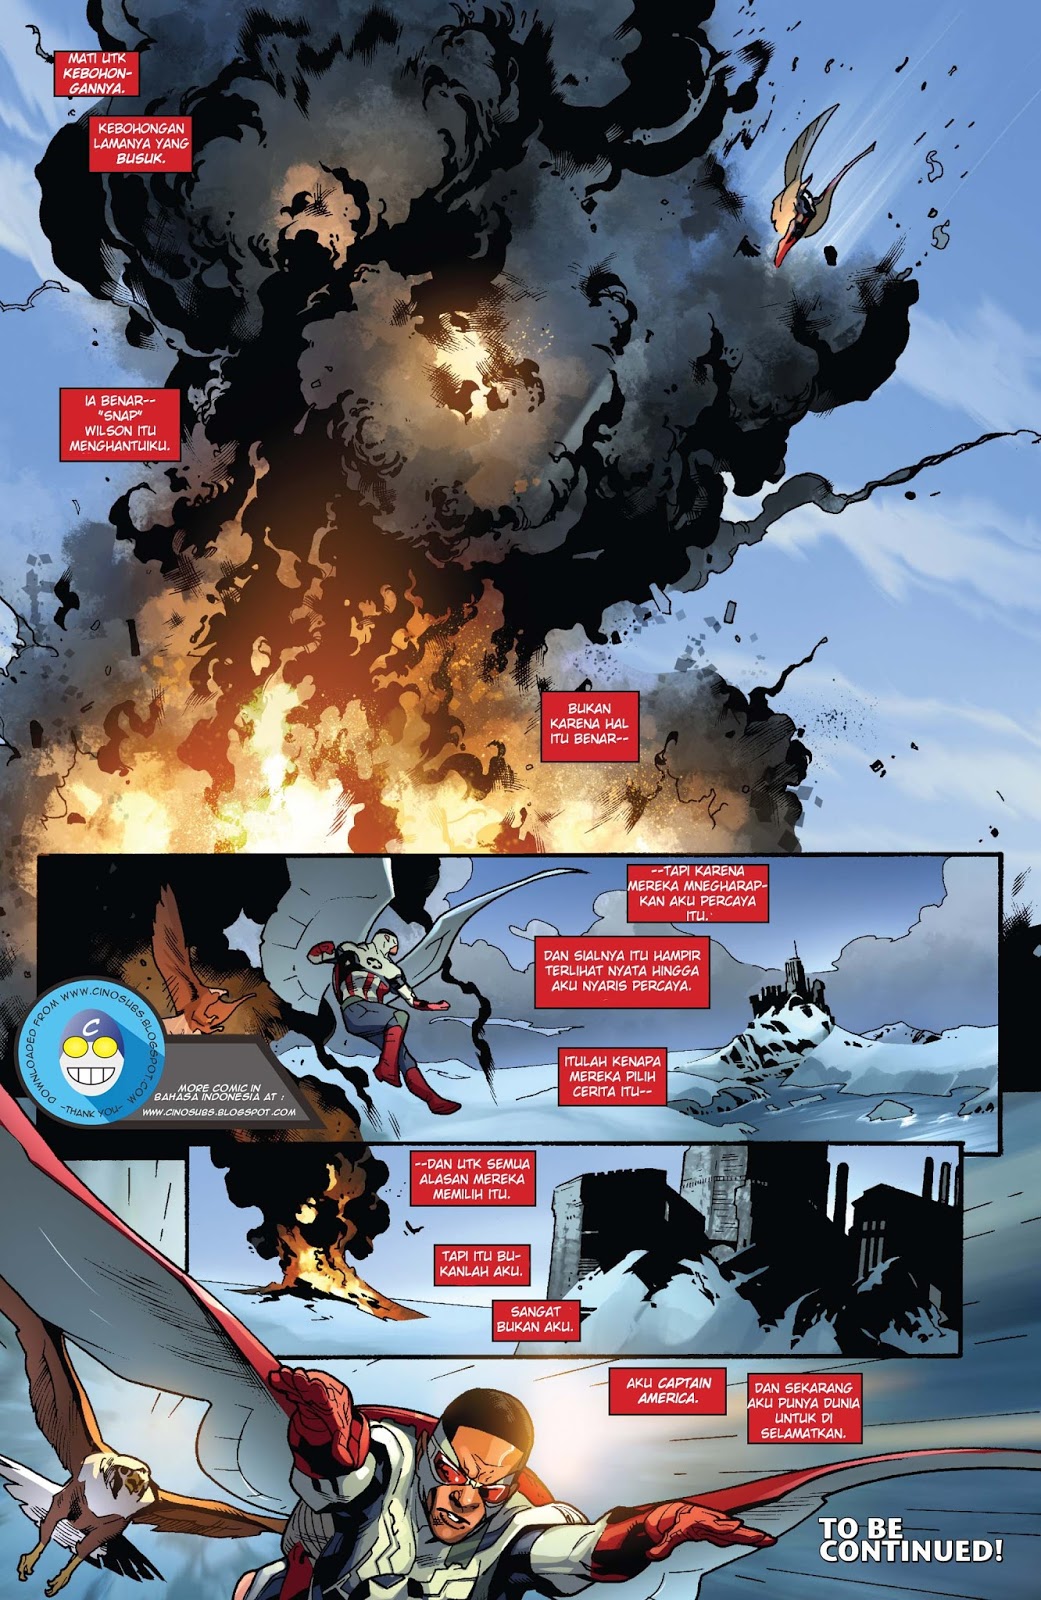 MATI UTK
KEBOHON-
GANNYA.
KEBOHONGAN
LAMANYA YANG
BUSUK.
IA BENAR--
"SNAP"
WILSON ITU
MENGHANTUIKU.
BUKAN
KARENA HAL
ITU BENAR--
--TAPI KARENA
MEREKA MNEGHARAP-
KAN AKU PERCAYA
ITU.
DAN SIALNYA ITU HAMPIR
TERLIHAT NYATA HINGGA
AKU NYARIS PERCAYA.
ITULAH KENAPA
MEREKA PILIH
CERITA ITU--
DOWNLOADED FROM WWW.CINOSUBS.BLOGSPOT.COM
C
-THANK YOU-
MORE COMIC IN
BAHASA INDONESIA AT :
WWW.CINOSUBS.BLOGSPOT.COM
--DAN UTK SEMUA
ALASAN MEREKA
MEMILIH ITU.
TAPI ITU BU-
KANLAH AKU.
SANGAT
BUKAN AKU.
AKU CAPTAIN
AMERICA.
DAN SEKARANG
AKU PUNYA DUNIA
UNTUK DI
SELAMATKAN.
TO BE
CONTINUED!